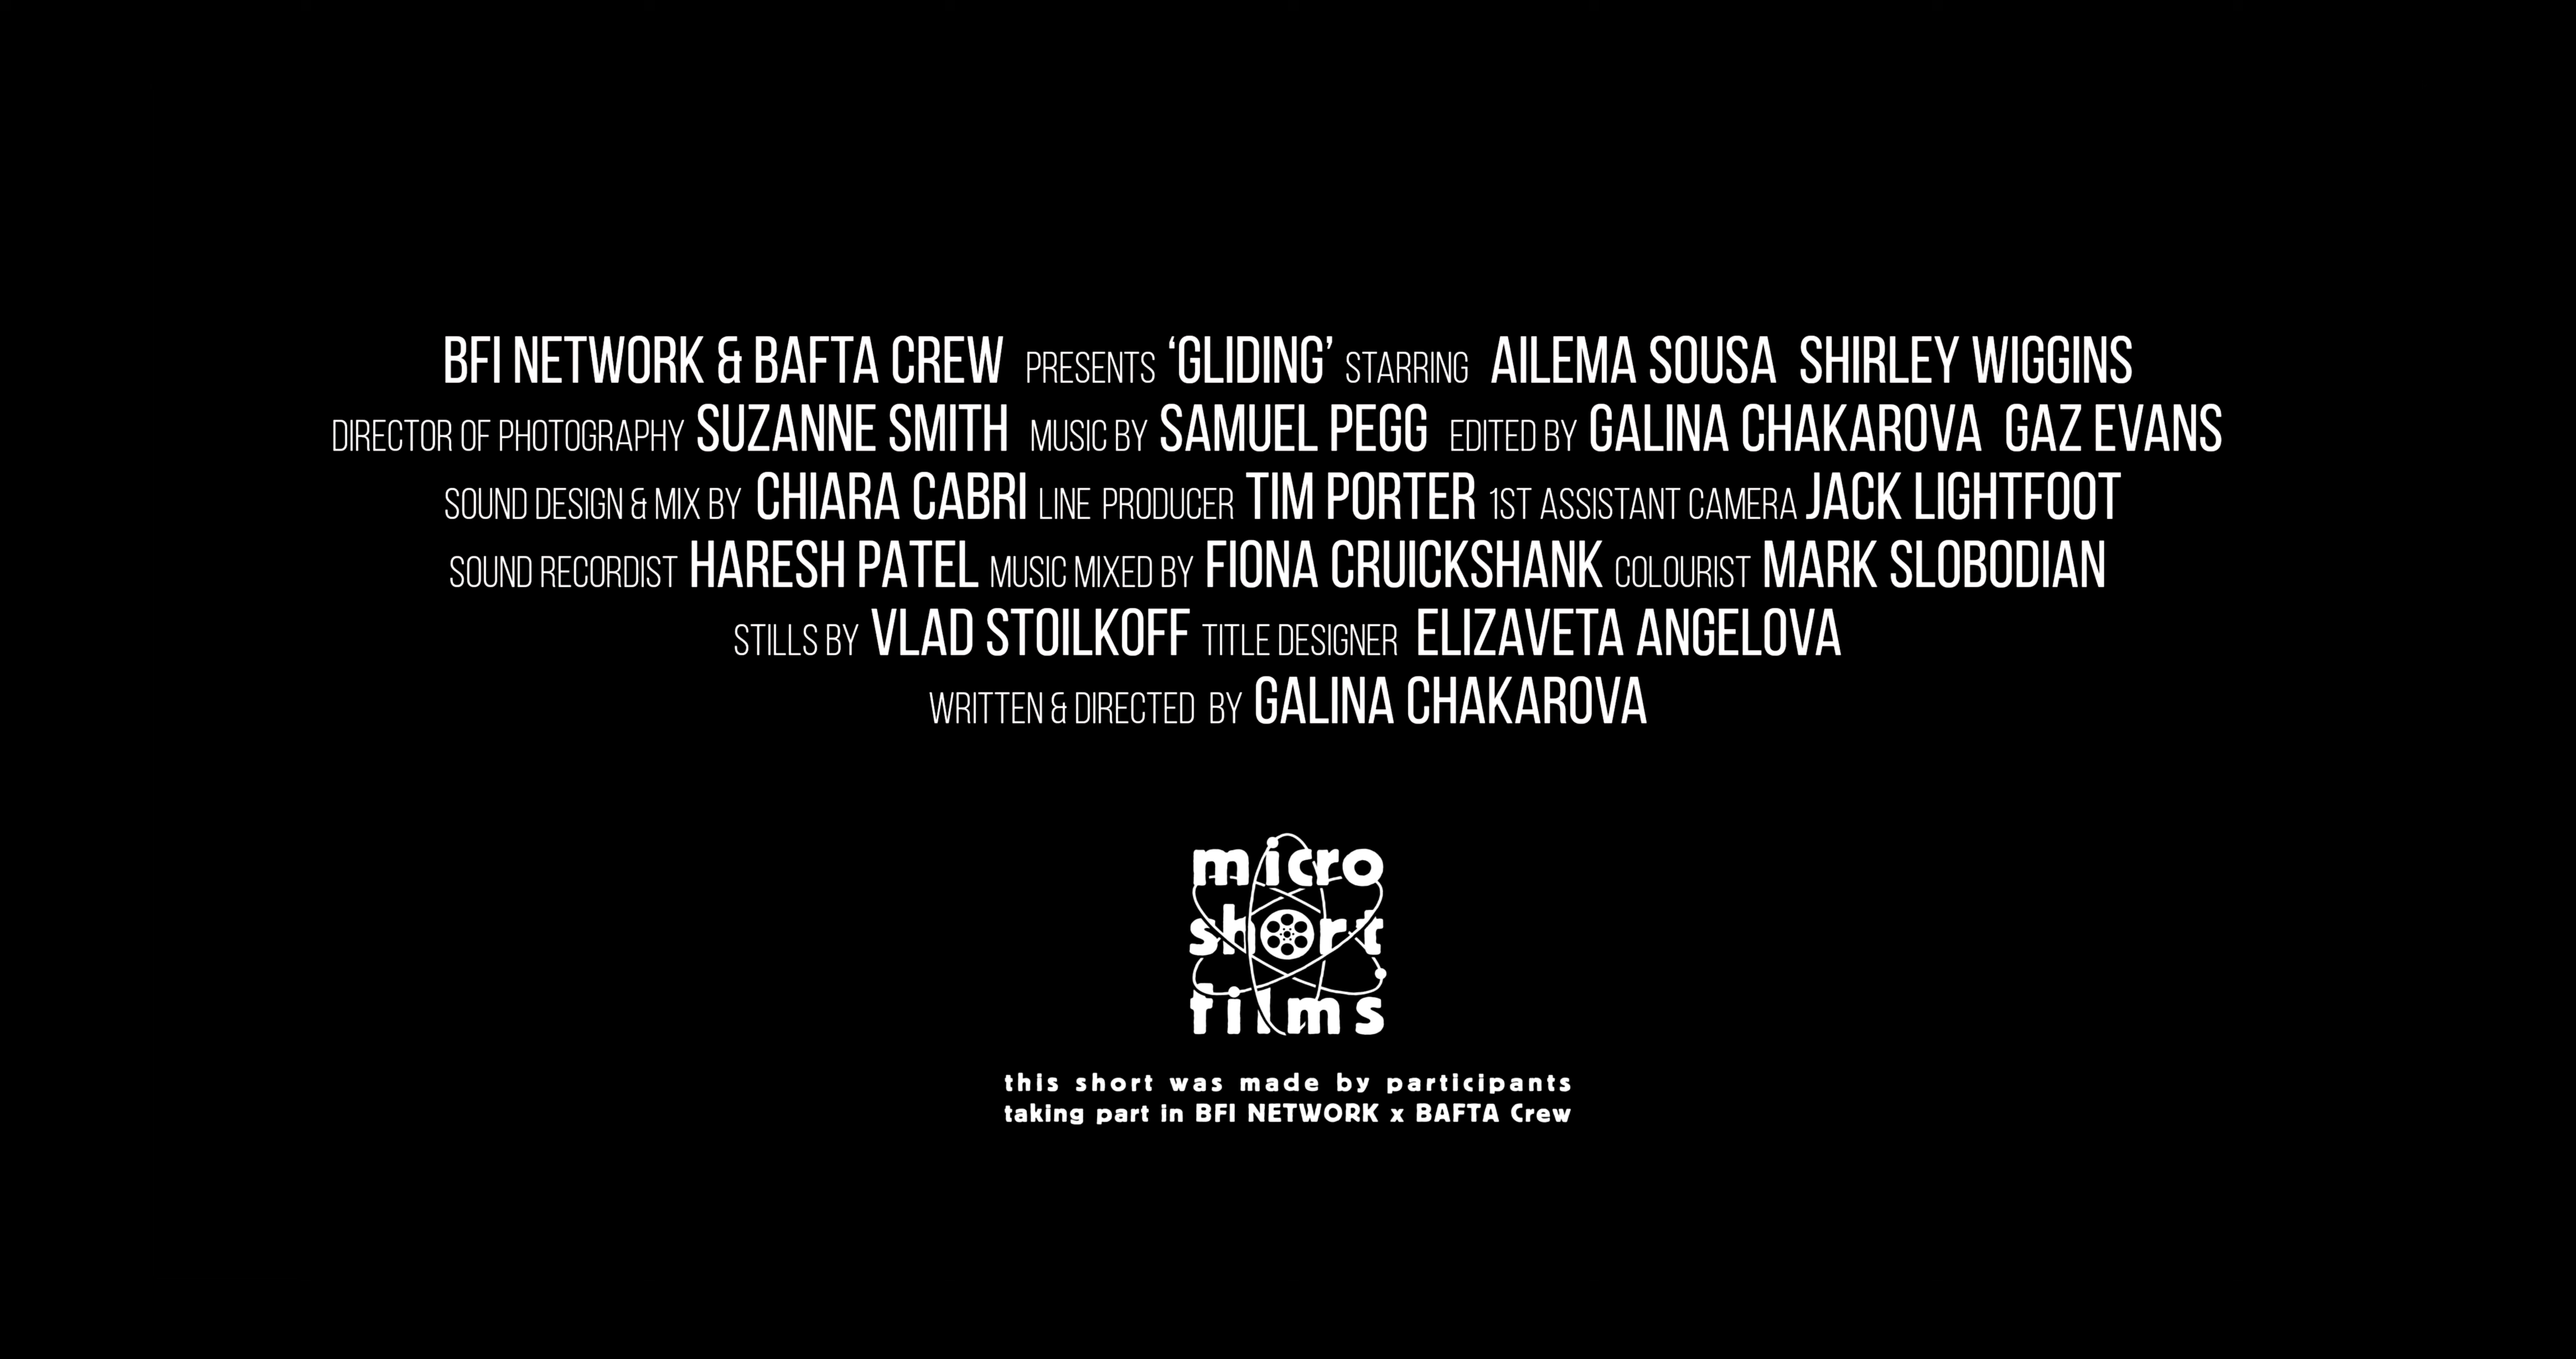 BFI NETWORK & BAFTA CREW PRESENTS ‘GLIDING’ STARRING AILEMA SOUSA SHIRLEY WIGGINS
DIRECTOR OF PHOTOGRAPHY SUZANNE SMITH MUSIC BY SAMUEL PEGG EDITED BY GALINA CHAKAROVA GAZ EVANS
SOUND DESIGN & MIX BY CHIARA CABRI LINE PRODUCER TIM PORTER 1ST ASSISTANT CAMERA JACK LIGHTFOOT
SOUND RECORDIST HARESH PATEL MUSIC MIXED BY FIONA CRUICKSHANK COLOURIST MARK SLOBODIAN
STILLS BY VLAD STOILKOFF TITLE DESIGNER ELIZAVETA ANGELOVA
WRITTEN & DIRECTED BY GALINA CHAKAROVA
micro
short
films
this short was made by participants
taking part in BFI NETWORK x BAFTA Crew